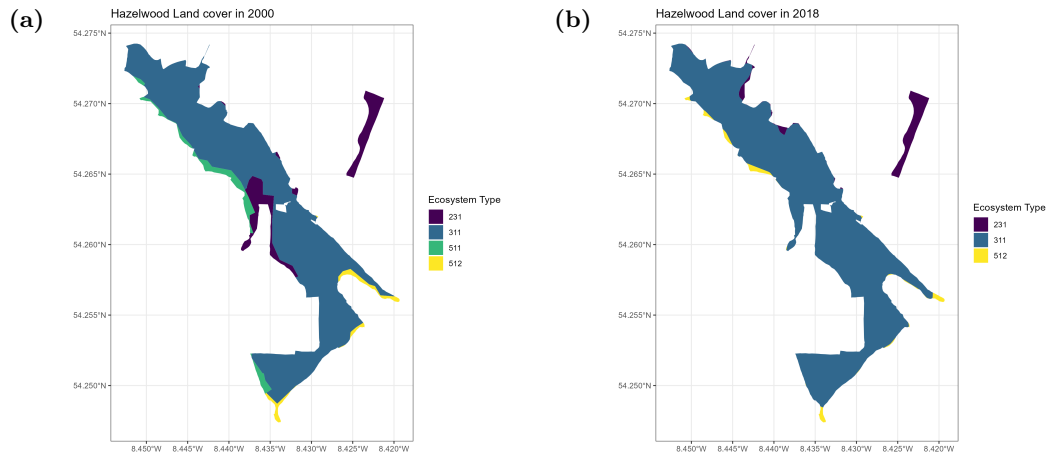 (a)
Hazelwood Land cover in 2000
54.275°N
54.270°N
54.265°N
54.260°N
54.255°N
54.250°N
8.450°W 8.445°W 8.440°W 8.435°W 8.430°W 8.425°W 8.420°W
Ecosystem Type
231
311
511
512
(b)
Hazelwood Land cover in 2018
54.275°N
54.270°N
54.265°N
54.260°N
54.255°N
54.250°N
8.450°W 8.445°W 8.440°W 8.435°W 8.430°W 8.425°W 8.420°W
Ecosystem Type
231
311
512